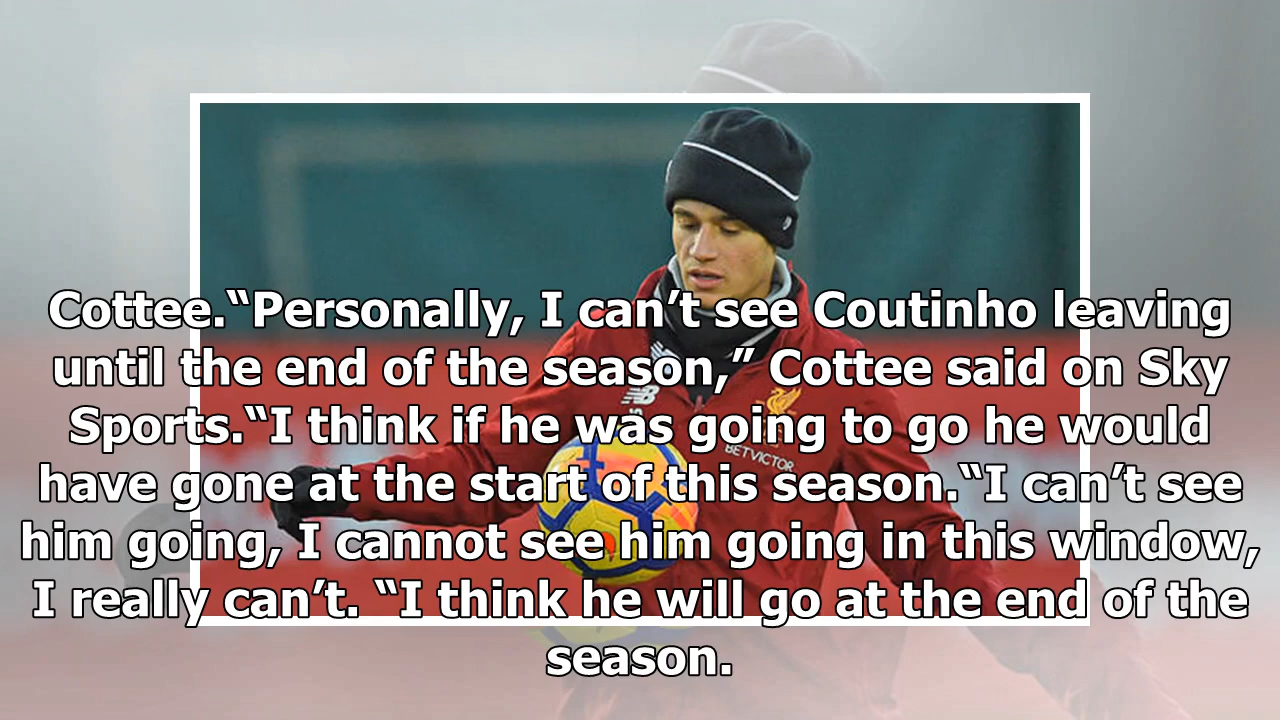 Cottee.“Personally, I can’t see Coutinho leaving
until the end of the season,” Cottee said on Sky
Sports.“I think if he was going to go he would
have gone at the start of this season.“I can’t see
him going, I cannot see him going in this window,
I really can’t. “I think he will go at the end of the
season.
BETVICTOR